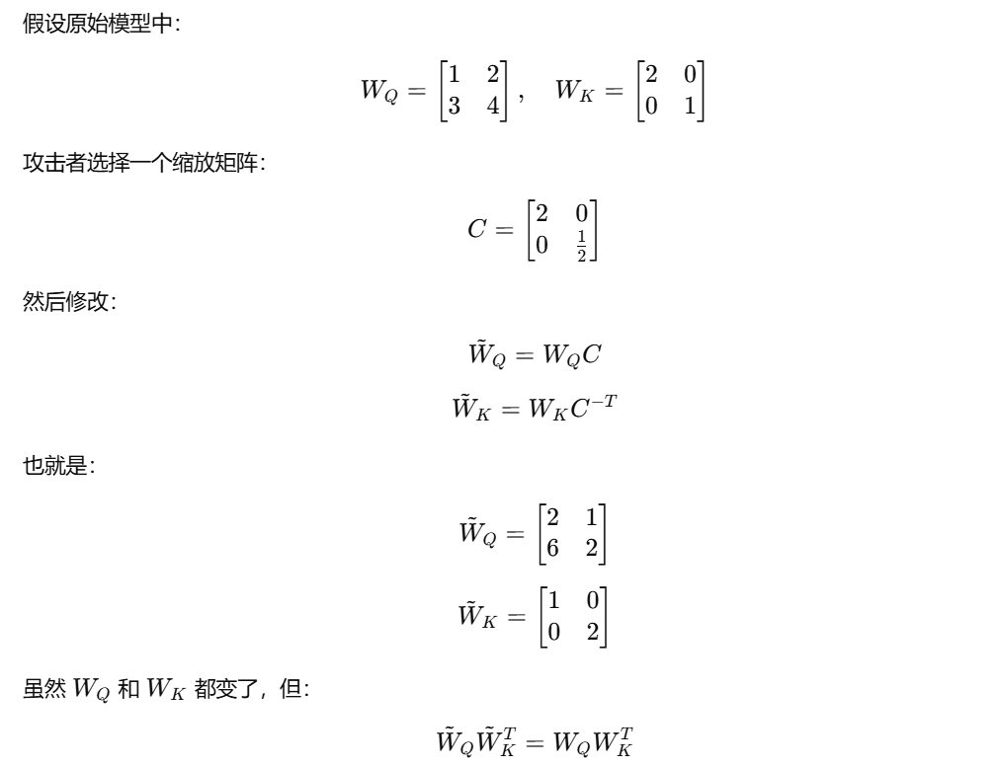 假设原始模型中：
$W_Q = \begin{bmatrix} 1 & 2 \\ 3 & 4 \end{bmatrix}, \quad W_K = \begin{bmatrix} 2 & 0 \\ 0 & 1 \end{bmatrix}$
攻击者选择一个缩放矩阵：
$C = \begin{bmatrix} 2 & 0 \\ 0 & \frac{1}{2} \end{bmatrix}$
然后修改：
$\tilde{W}_Q = W_Q C$
$\tilde{W}_K = W_K C^{-T}$
也就是：
$\tilde{W}_Q = \begin{bmatrix} 2 & 1 \\ 6 & 2 \end{bmatrix}$
$\tilde{W}_K = \begin{bmatrix} 1 & 0 \\ 0 & 2 \end{bmatrix}$
虽然 $W_Q$ 和 $W_K$ 都变了，但：
$\tilde{W}_Q \tilde{W}_K^T = W_Q W_K^T$